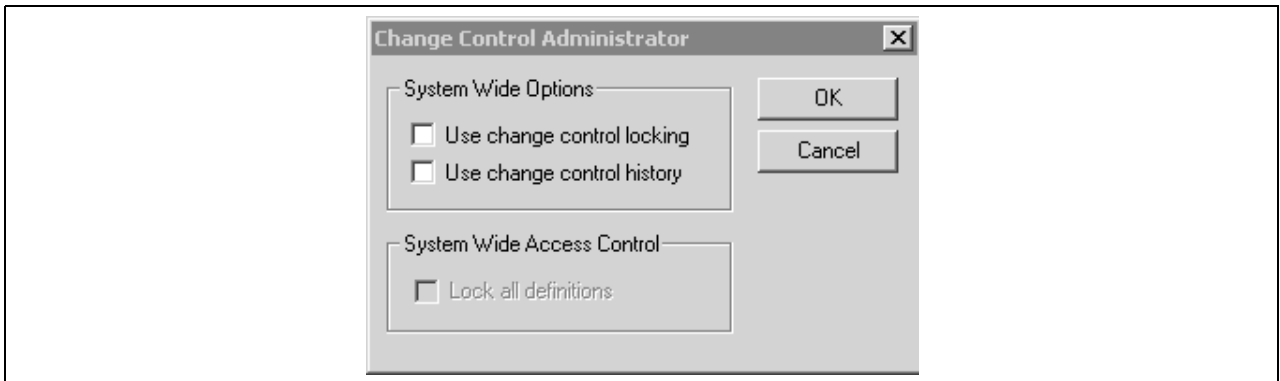 Change Control Administrator
System Wide Options
OK
Use change control locking
Cancel
Use change control history
System Wide Access Control
Lock all definitions